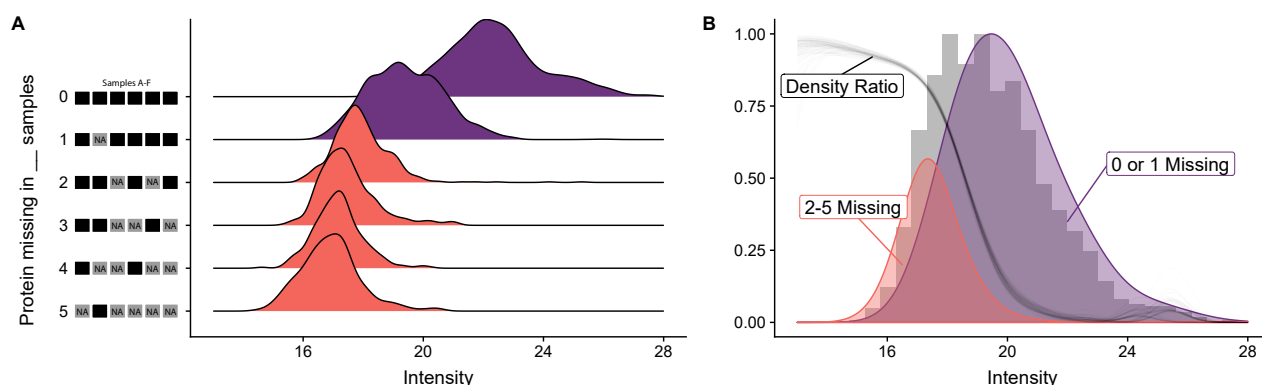 A
Protein missing in __ samples
Samples A-F
0
1
NA
2
NA NA
3
NA NA NA
4
NA NA NA NA
5
NA NA NA NA NA
16 20 24 28
Intensity
B
1.00
0.75
0.50
0.25
0.00
Density Ratio
0 or 1 Missing
2-5 Missing
16 20 24 28
Intensity